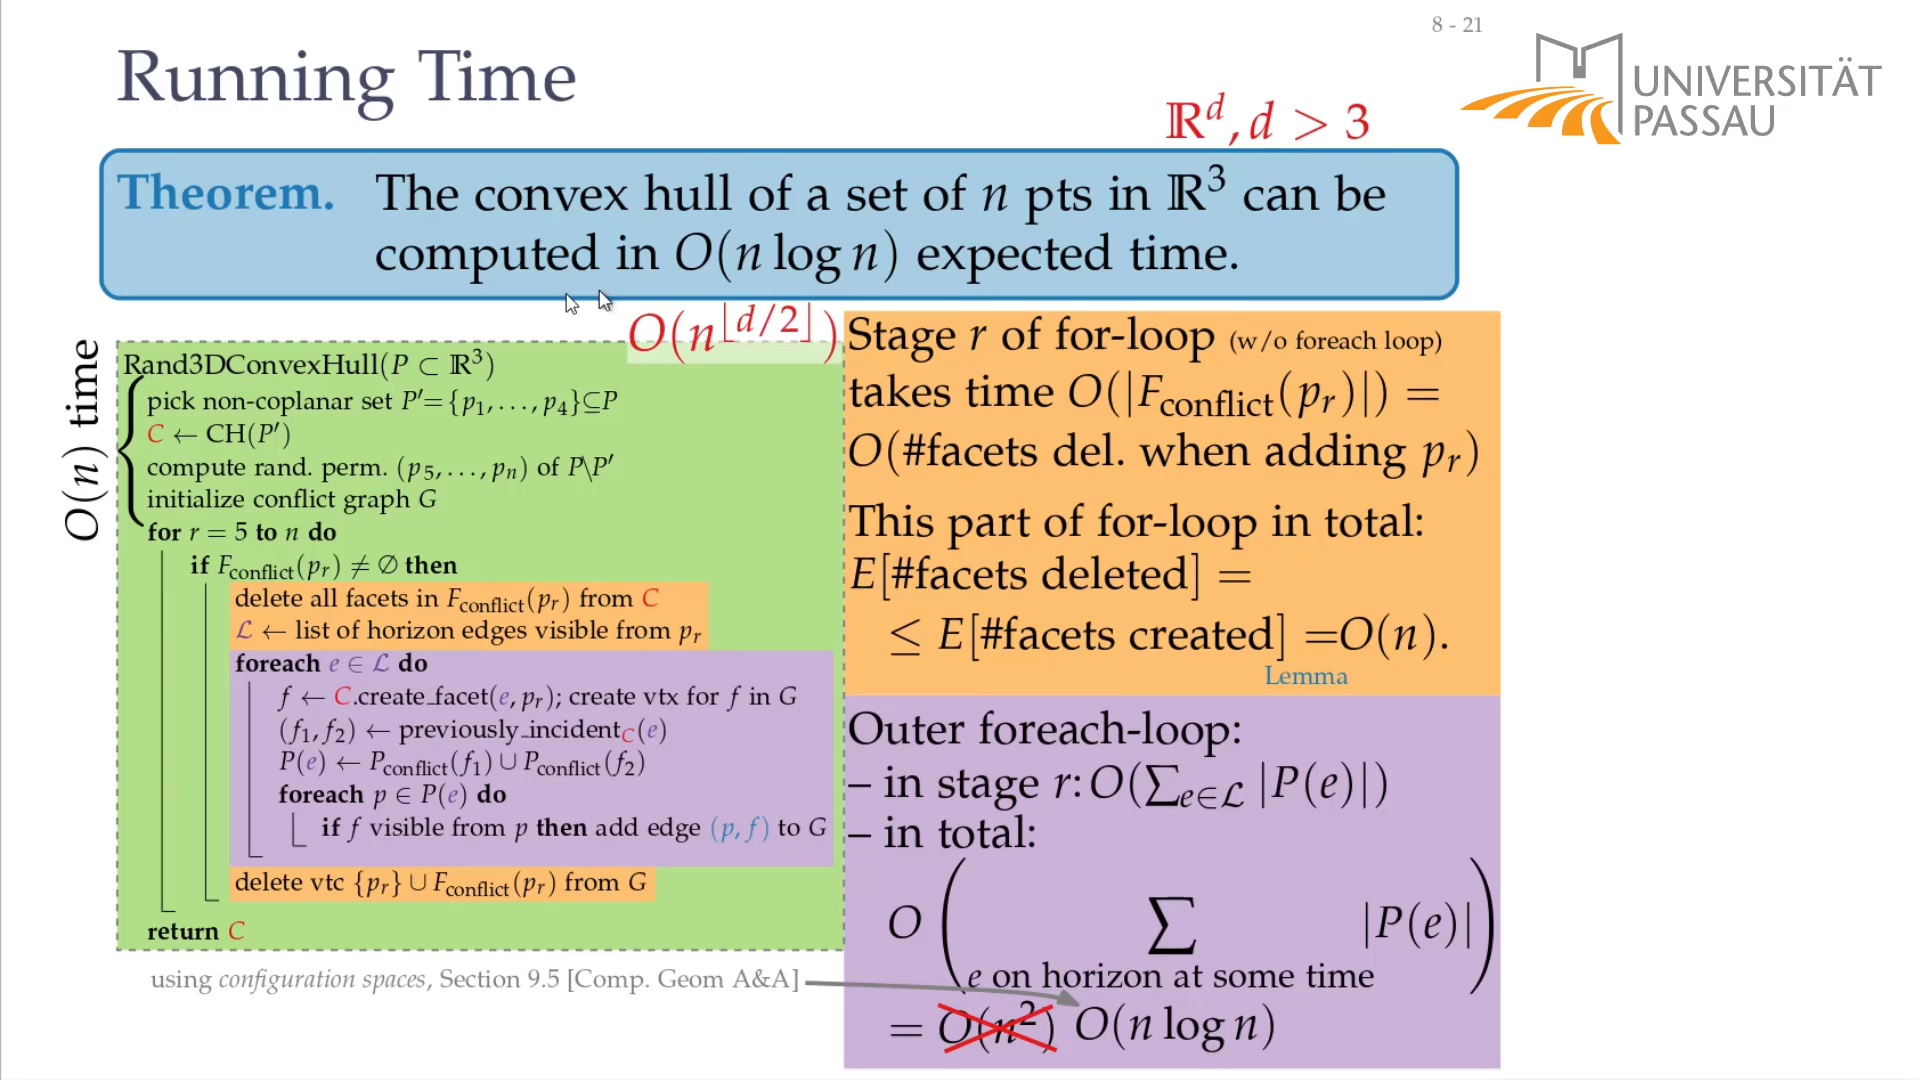 8 - 21
Running Time
UNIVERSITÄT
PASSAU
ℝ^d, d > 3
Theorem. The convex hull of a set of n pts in ℝ³ can be
computed in O(n log n) expected time.
O(n^⌊d/2⌋)
O(n) time
Rand3DConvexHull(P ⊂ ℝ³)
pick non-coplanar set P′= {p₁, . . . , p₄}⊆P
C ← CH(P′)
compute rand. perm. (p₅, . . . , pₙ) of P\P′
initialize conflict graph G
for r = 5 to n do
if F_conflict(p_r) ≠ ∅ then
delete all facets in F_conflict(p_r) from C
ℒ ← list of horizon edges visible from p_r
foreach e ∈ ℒ do
f ← C.create_facet(e, p_r); create vtx for f in G
(f₁, f₂) ← previously_incident_C(e)
P(e) ← P_conflict(f₁) ∪ P_conflict(f₂)
foreach p ∈ P(e) do
if f visible from p then add edge (p, f) to G
delete vtc {p_r} ∪ F_conflict(p_r) from G
return C
using configuration spaces, Section 9.5 [Comp. Geom A&A]
Stage r of for-loop (w/o foreach loop)
takes time O(|F_conflict(p_r)|) =
O(#facets del. when adding p_r)
This part of for-loop in total:
E[#facets deleted] =
≤ E[#facets created] =O(n).
Lemma
Outer foreach-loop:
– in stage r: O(∑_{e∈ℒ} |P(e)|)
– in total:
O ( ∑ |P(e)| )
e on horizon at some time
= O(n²) O(n log n)